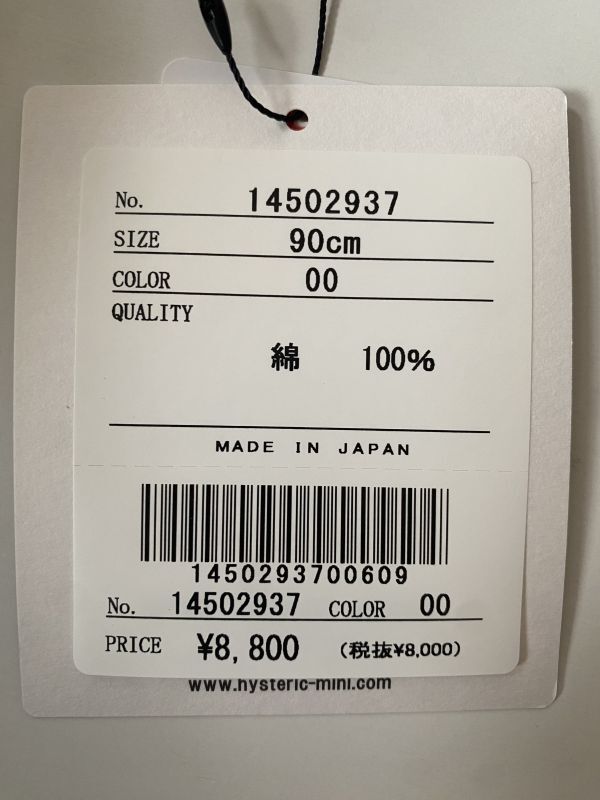 No. 14502937
SIZE 90cm
COLOR 00
QUALITY
綿 100%
MADE IN JAPAN
1450293700609
No. 14502937 COLOR 00
PRICE ¥8,800 (税抜¥8,000)
www.hysteric-mini.com